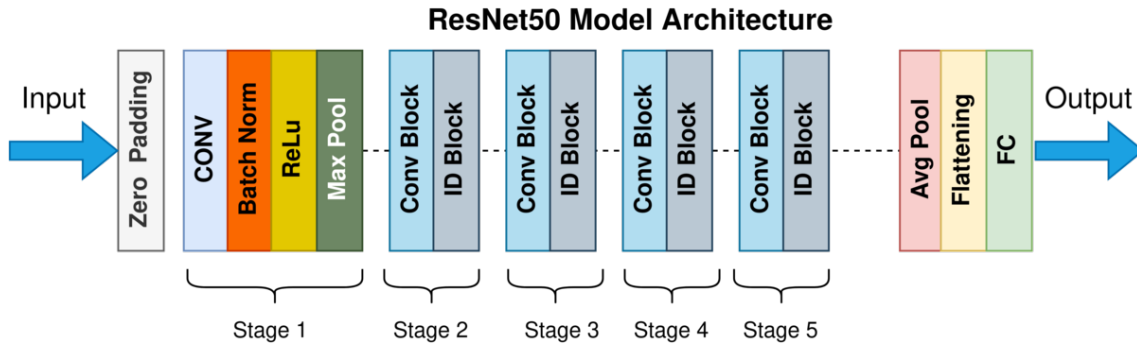 ResNet50 Model Architecture
Input
Zero Padding
CONV
Batch Norm
ReLu
Max Pool
Conv Block
ID Block
Conv Block
ID Block
Conv Block
ID Block
Conv Block
ID Block
Avg Pool
Flattening
FC
Output
Stage 1
Stage 2
Stage 3
Stage 4
Stage 5